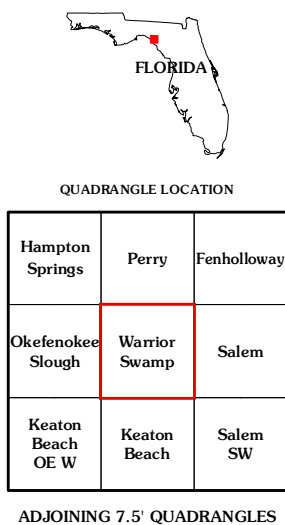 FLORIDA
QUADRANGLE LOCATION
Hampton
Springs
Perry
Fenholloway
Okefenokee
Slough
Warrior
Swamp
Salem
Keaton
Beach
OE W
Keaton
Beach
Salem
SW
ADJOINING 7.5' QUADRANGLES